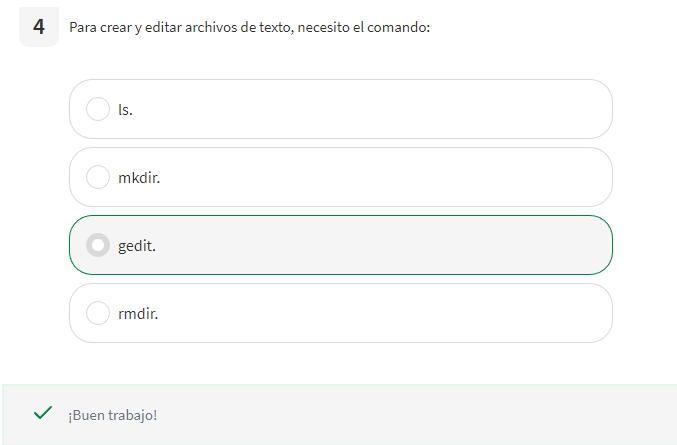 4
Para crear y editar archivos de texto, necesito el comando:
ls.
mkdir.
gedit.
rmdir.
¡Buen trabajo!